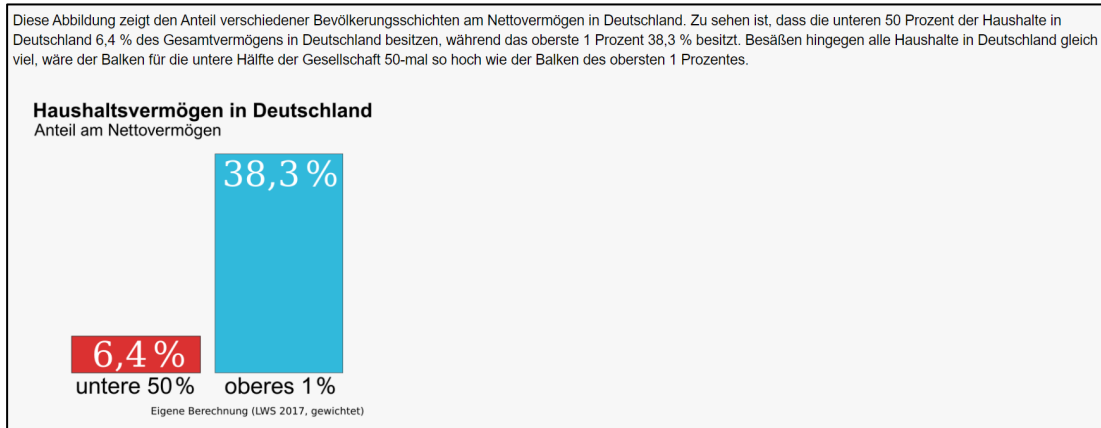 Diese Abbildung zeigt den Anteil verschiedener Bevölkerungsschichten am Nettovermögen in Deutschland. Zu sehen ist, dass die unteren 50 Prozent der Haushalte in
Deutschland 6,4 % des Gesamtvermögens in Deutschland besitzen, während das oberste 1 Prozent 38,3 % besitzt. Besäßen hingegen alle Haushalte in Deutschland gleich
viel, wäre der Balken für die untere Hälfte der Gesellschaft 50-mal so hoch wie der Balken des obersten 1 Prozentes.
Haushaltsvermögen in Deutschland
Anteil am Nettovermögen
38,3 %
6,4 %
untere 50 % oberes 1 %
Eigene Berechnung (LWS 2017, gewichtet)